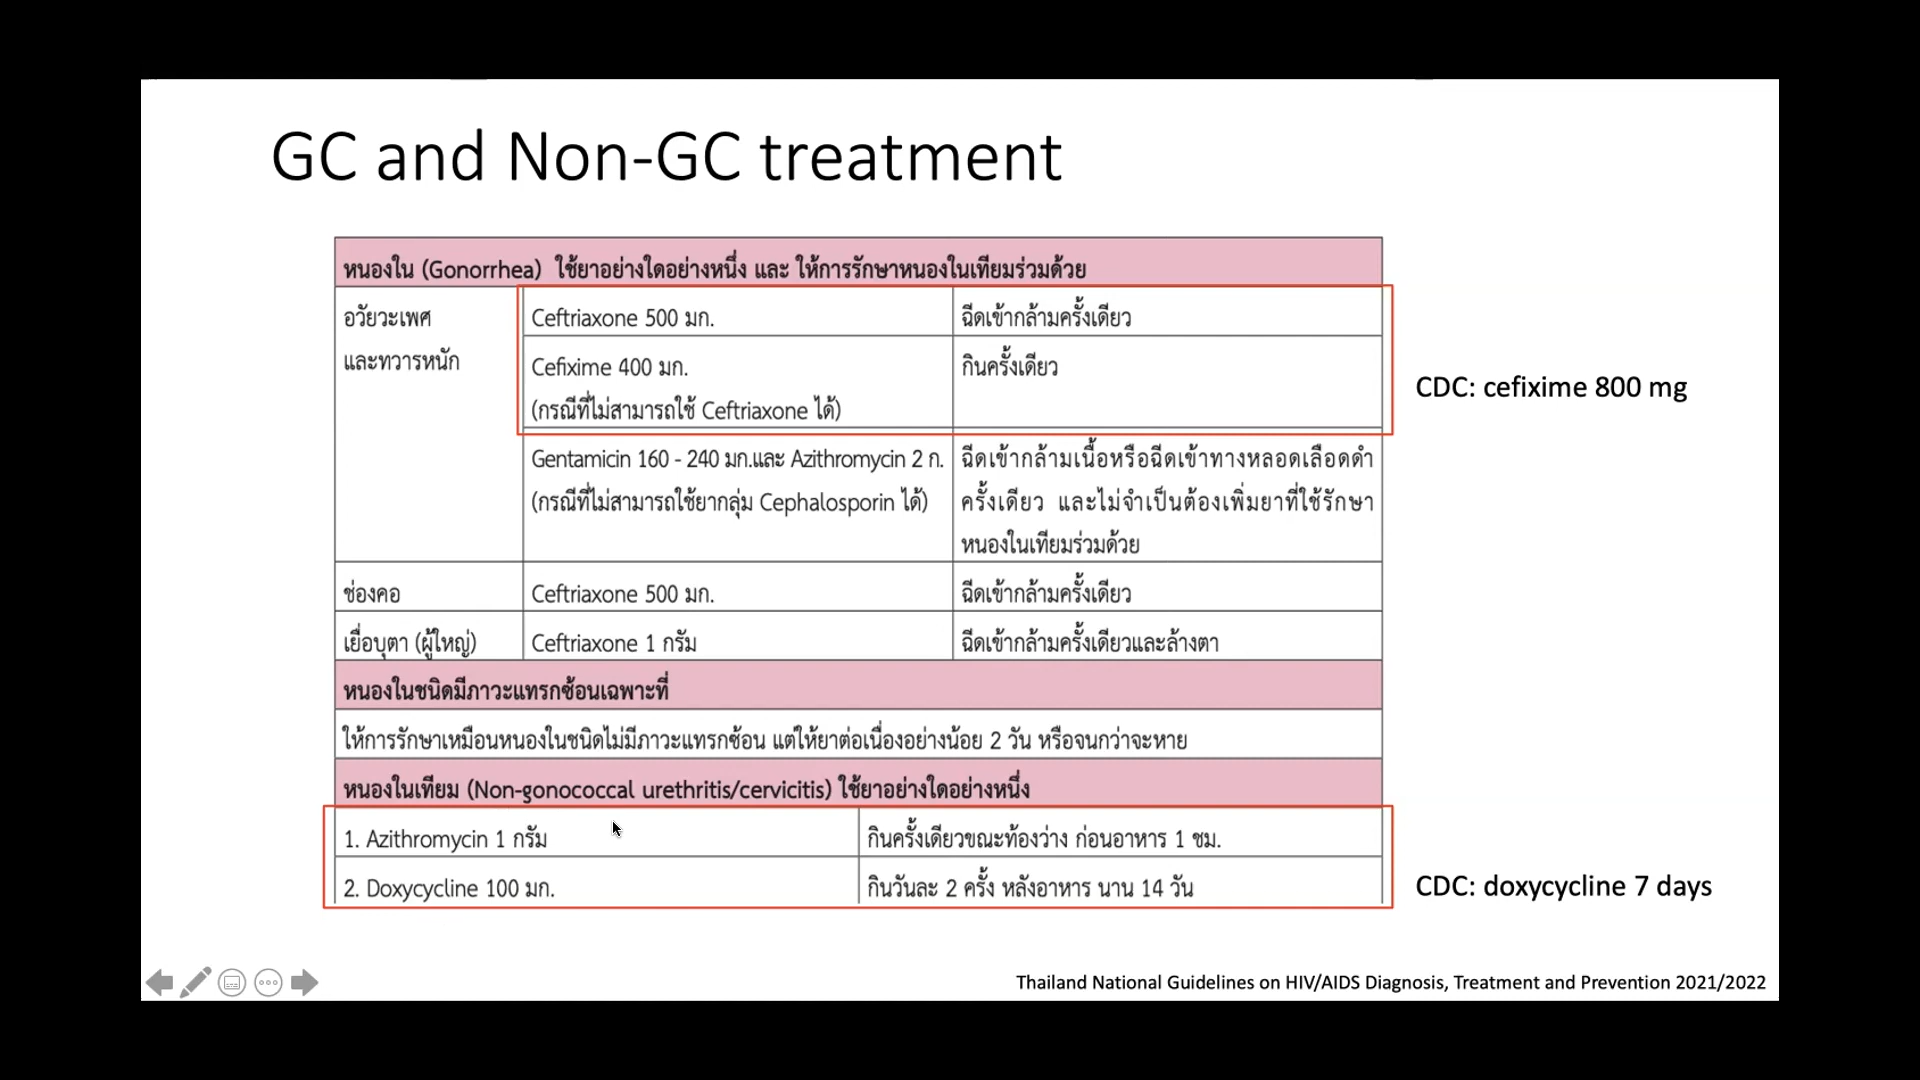 GC and Non-GC treatment
หนองใน (Gonorrhea) ใช้ยาอย่างใดอย่างหนึ่ง และ ให้การรักษาหนองในเทียมร่วมด้วย
อวัยวะเพศ
และทวารหนัก
Ceftriaxone 500 มก.
ฉีดเข้ากล้ามครั้งเดียว
Cefixime 400 มก.
(กรณีที่ไม่สามารถใช้ Ceftriaxone ได้)
กินครั้งเดียว
CDC: cefixime 800 mg
Gentamicin 160 - 240 มก.และ Azithromycin 2 ก.
(กรณีที่ไม่สามารถใช้ยากลุ่ม Cephalosporin ได้)
ฉีดเข้ากล้ามเนื้อหรือฉีดเข้าทางหลอดเลือดดำ
ครั้งเดียว และไม่จำเป็นต้องเพิ่มยาที่ใช้รักษา
หนองในเทียมร่วมด้วย
ช่องคอ
Ceftriaxone 500 มก.
ฉีดเข้ากล้ามครั้งเดียว
เยื่อบุตา (ผู้ใหญ่)
Ceftriaxone 1 กรัม
ฉีดเข้ากล้ามครั้งเดียวและล้างตา
หนองในชนิดมีภาวะแทรกซ้อนเฉพาะที่
ให้การรักษาเหมือนหนองในชนิดไม่มีภาวะแทรกซ้อน แต่ให้ยาต่อเนื่องอย่างน้อย 2 วัน หรือจนกว่าจะหาย
หนองในเทียม (Non-gonococcal urethritis/cervicitis) ใช้ยาอย่างใดอย่างหนึ่ง
1. Azithromycin 1 กรัม
กินครั้งเดียวขณะท้องว่าง ก่อนอาหาร 1 ชม.
2. Doxycycline 100 มก.
กินวันละ 2 ครั้ง หลังอาหาร นาน 14 วัน
CDC: doxycycline 7 days
Thailand National Guidelines on HIV/AIDS Diagnosis, Treatment and Prevention 2021/2022